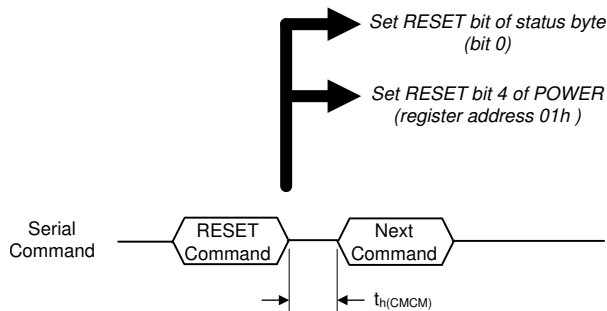 Set RESET bit of status byte
(bit 0)
Set RESET bit 4 of POWER
(register address 01h )
Serial
Command
RESET
Command
Next
Command
th(CMCM)